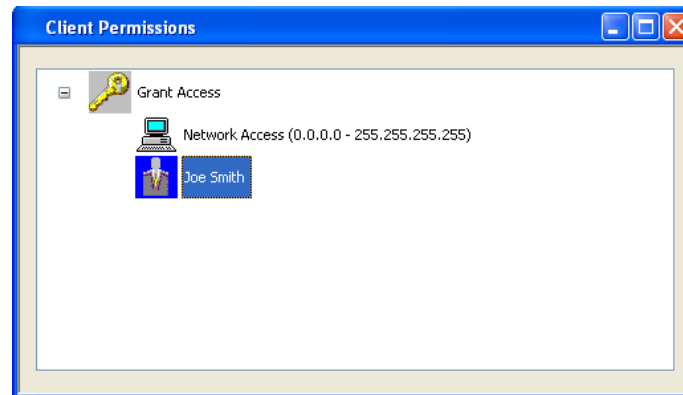 Client Permissions
Grant Access
Network Access (0.0.0.0 - 255.255.255.255)
Joe Smith